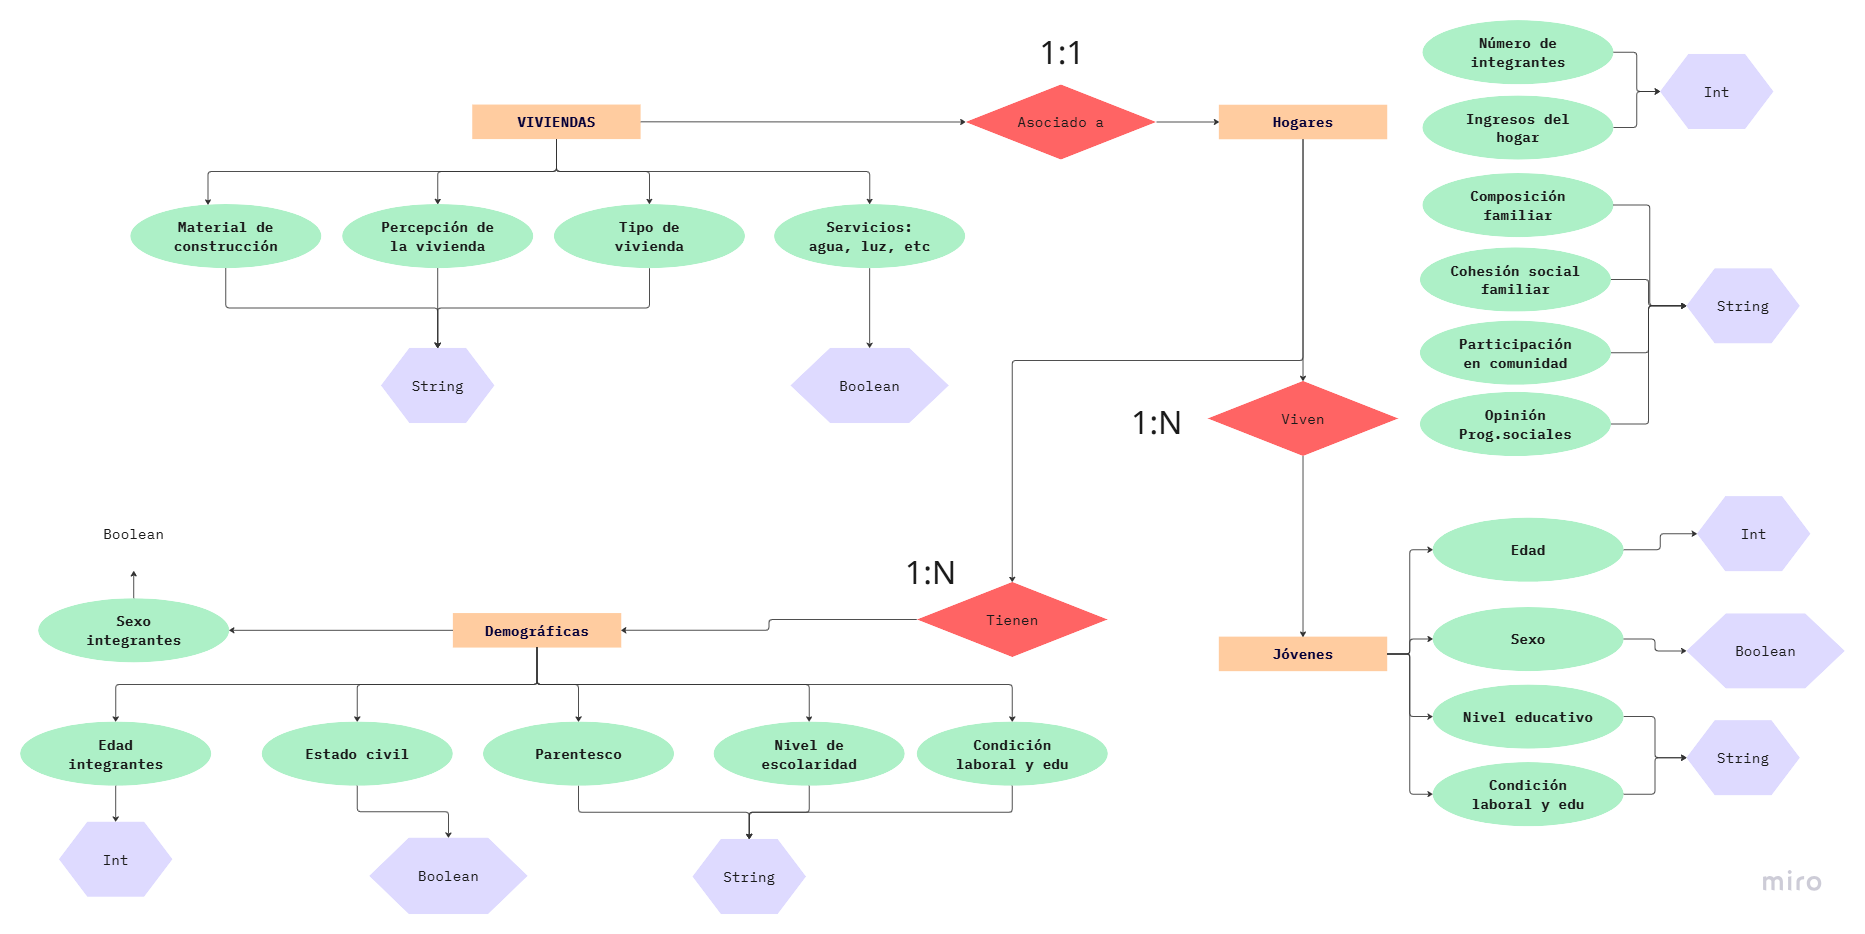 1:1
VIVIENDAS
Asociado a
Hogares
Número de
integrantes
Ingresos del
hogar
Int
Material de
construcción
Percepción de
la vivienda
Tipo de
vivienda
Servicios:
agua, luz, etc
String
Boolean
Composición
familiar
Cohesión social
familiar
Participación
en comunidad
Opinión
Prog.sociales
String
1:N
Viven
Boolean
Sexo
integrantes
Demográficas
1:N
Tienen
Jóvenes
Edad
Int
Sexo
Boolean
Nivel educativo
Condición
laboral y edu
String
Edad
integrantes
Estado civil
Parentesco
Nivel de
escolaridad
Condición
laboral y edu
Int
Boolean
String
miro